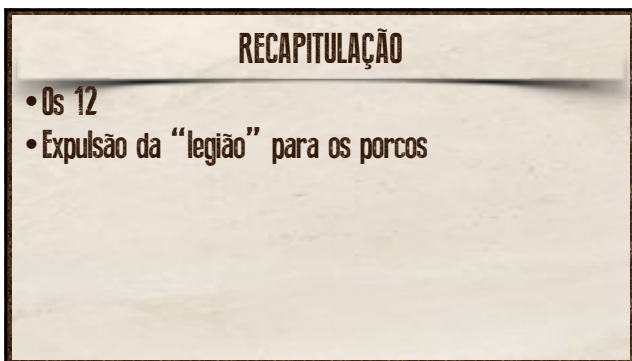 RECAPITULAÇÃO
• Os 12
• Expulsão da “legião” para os porcos